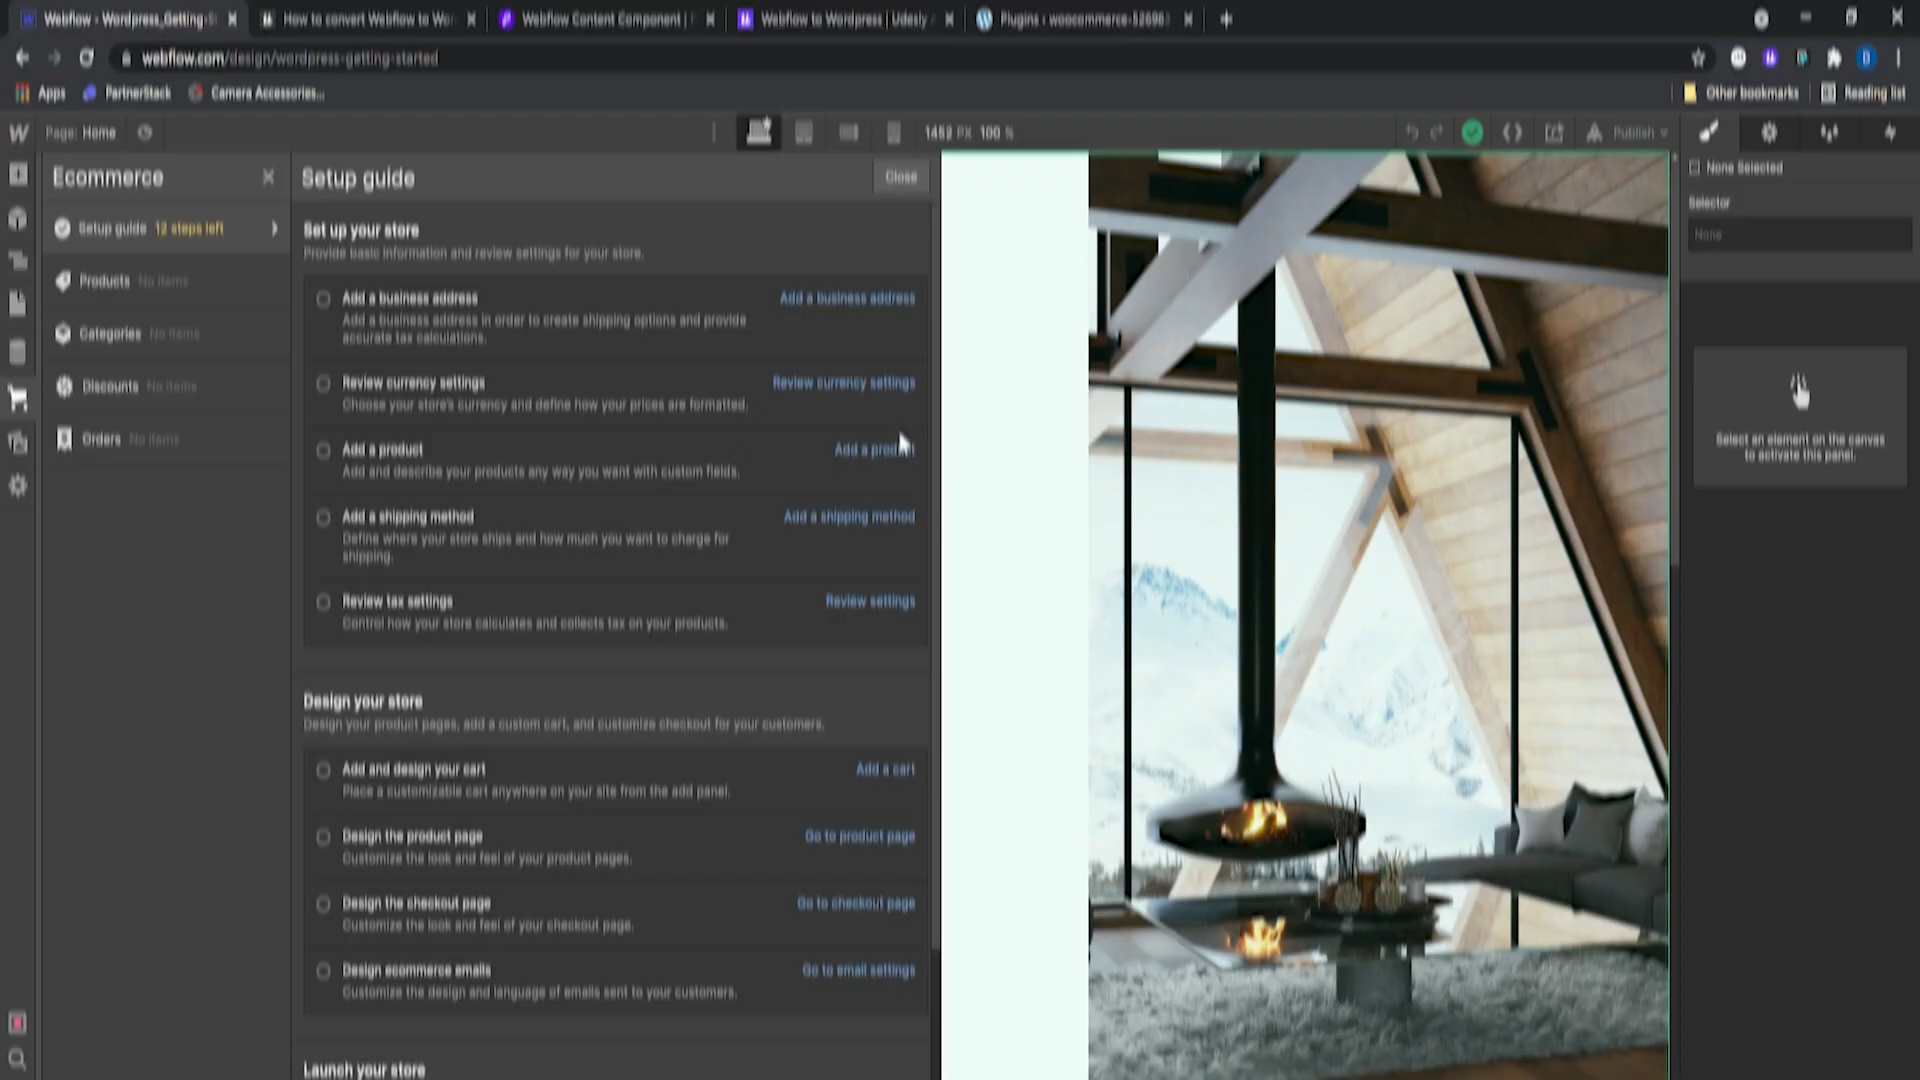 Webflow - Wordpress_Getting-S
How to convert Webflow to Wor
Webflow Content Component |
Webflow to Wordpress | Udesly
Plugins ‹ woocommerce-52693
webflow.com/design/wordpress-getting-started
Apps
PartnerStack
Camera Accessories...
Other bookmarks
Reading list
Page: Home
1452 PX 100 %
Publish
Ecommerce
Setup guide 12 steps left
Products No items
Categories No items
Discounts No items
Orders No items
Setup guide
Close
Set up your store
Provide basic information and review settings for your store.
Add a business address
Add a business address
Add a business address in order to create shipping options and provide
accurate tax calculations.
Review currency settings
Review currency settings
Choose your store's currency and define how your prices are formatted.
Add a product
Add a product
Add and describe your products any way you want with custom fields.
Add a shipping method
Add a shipping method
Define where your store ships and how much you want to charge for
shipping.
Review tax settings
Review settings
Control how your store calculates and collects tax on your products.
Design your store
Design your product pages, add a custom cart, and customize checkout for your customers.
Add and design your cart
Add a cart
Place a customizable cart anywhere on your site from the add panel.
Design the product page
Go to product page
Customize the look and feel of your product pages.
Design the checkout page
Go to checkout page
Customize the look and feel of your checkout page.
Design ecommerce emails
Go to email settings
Customize the design and language of emails sent to your customers.
Launch your store
None Selected
Selector
None
Select an element on the canvas
to activate this panel.